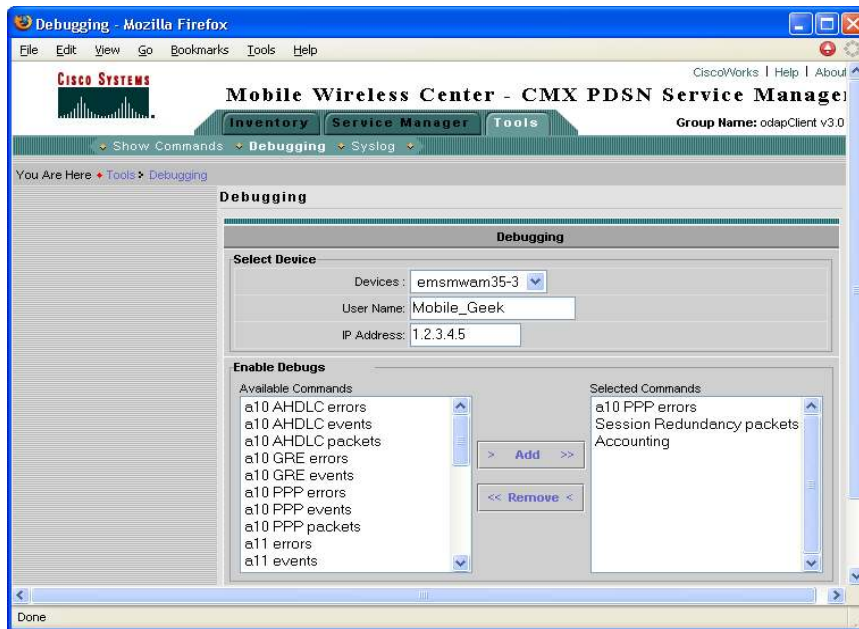 Debugging - Mozilla Firefox
File Edit View Go Bookmarks Tools Help
CiscoWorks | Help | About
CISCO SYSTEMS
Mobile Wireless Center - CMX PDSN Service Manager
Inventory Service Manager Tools
Group Name: odapClient v3.0
Show Commands Debugging Syslog
You Are Here Tools Debugging
Debugging
Debugging
Select Device
Devices : emsmwam35-3
User Name: Mobile_Geek
IP Address: 1.2.3.4.5
Enable Debugs
Available Commands
a10 AHDLC errors
a10 AHDLC events
a10 AHDLC packets
a10 GRE errors
a10 GRE events
a10 PPP errors
a10 PPP events
a10 PPP packets
a11 errors
a11 events
> Add >>
<< Remove <
Selected Commands
a10 PPP errors
Session Redundancy packets
Accounting
Done